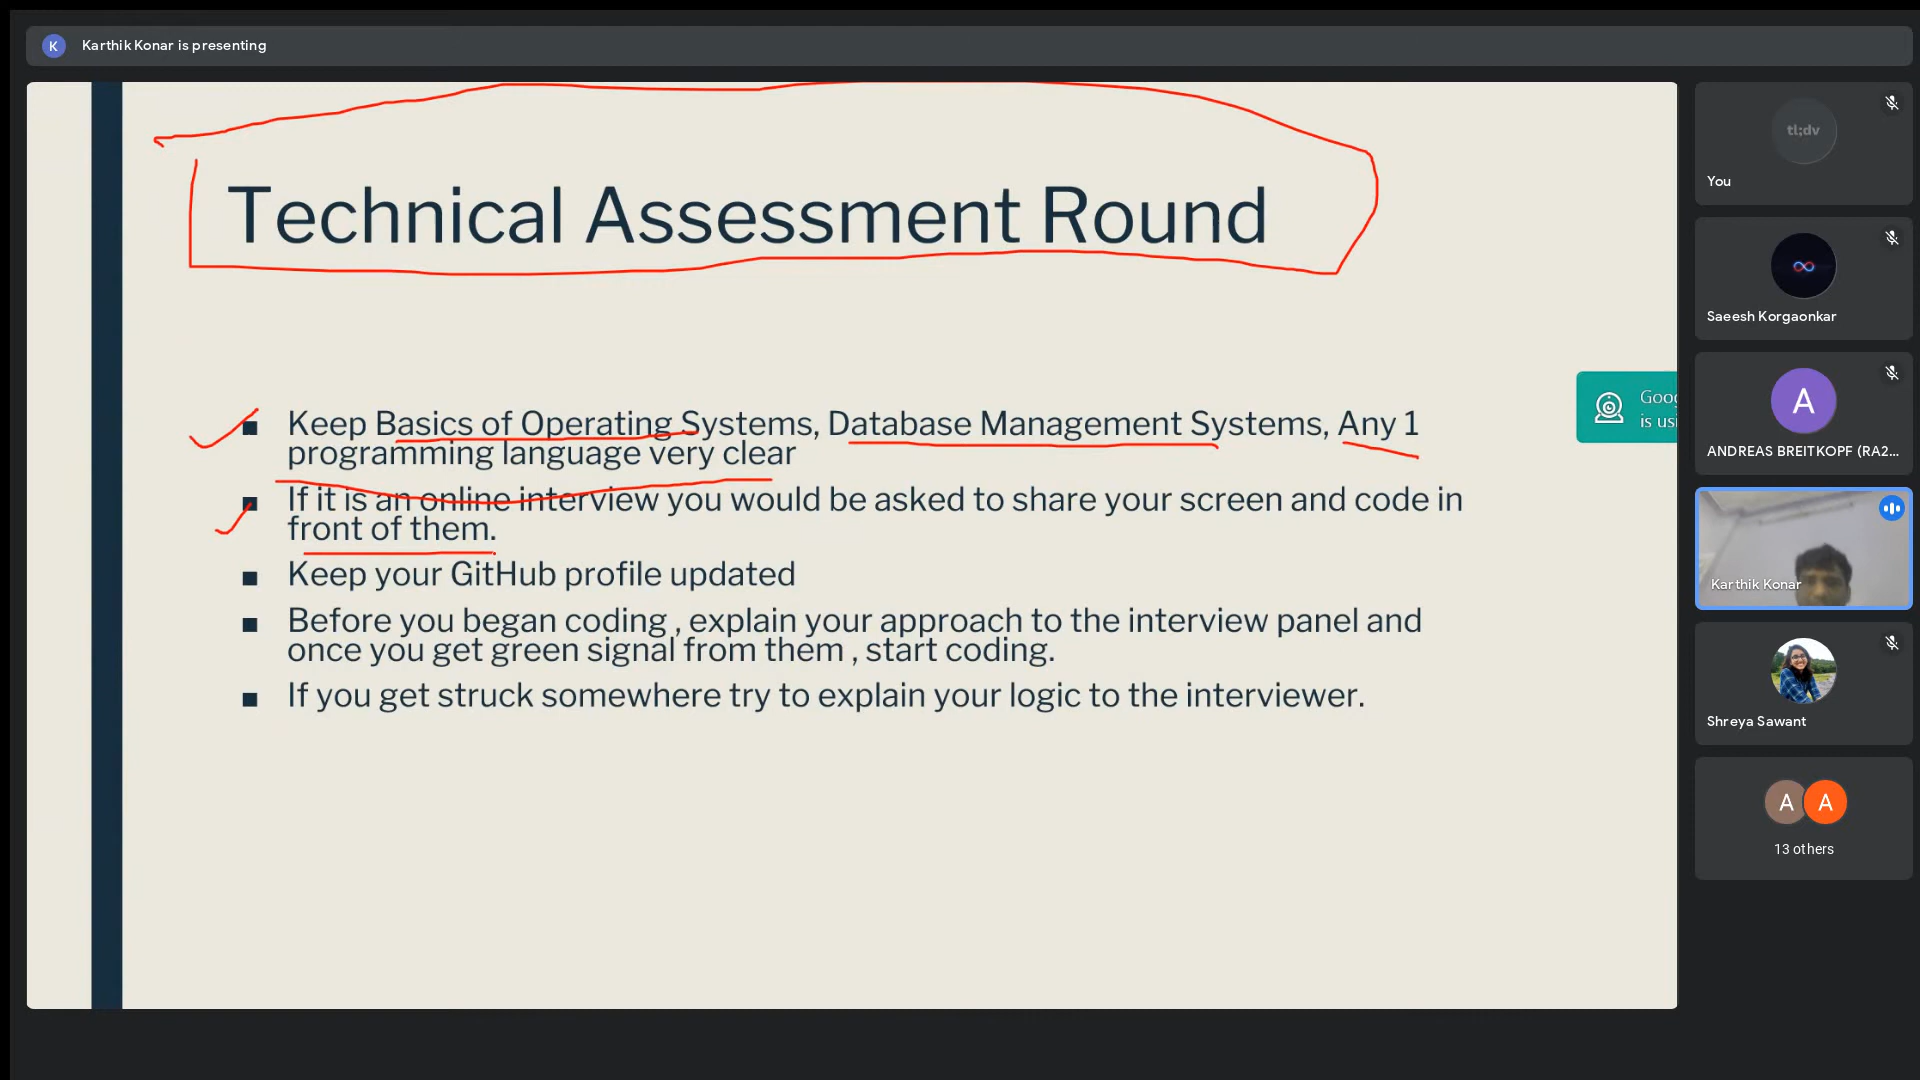 K Karthik Konar is presenting
Technical Assessment Round
Keep Basics of Operating Systems, Database Management Systems, Any 1
programming language very clear
If it is an online interview you would be asked to share your screen and code in
front of them.
Keep your GitHub profile updated
Before you began coding , explain your approach to the interview panel and
once you get green signal from them , start coding.
If you get struck somewhere try to explain your logic to the interviewer.
Goog
is usi
tl;dv
You
Saeesh Korgaonkar
A
ANDREAS BREITKOPF (RA2...
Karthik Konar
Shreya Sawant
A A
13 others